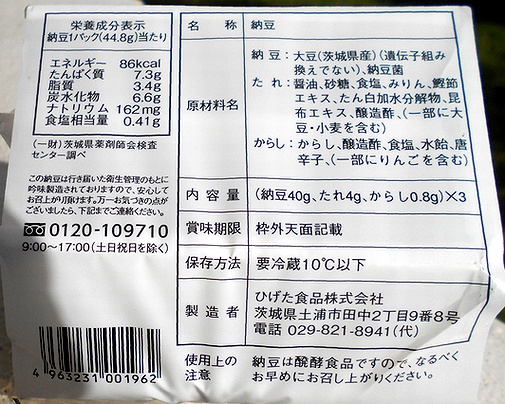 栄養成分表示
納豆1パック(44.8g)当たり
エネルギー 86kcal
たんぱく質 7.3g
脂質 3.4g
炭水化物 6.6g
ナトリウム 162mg
食塩相当量 0.41g
(一財)茨城県薬剤師会検査
センター調べ
この納豆は行き届いた衛生管理のもとに
吟味製造されておりますので、安心して
お召上がり頂けます。万一お気づきの点が
ございましたら、下記までご連絡ください。
0120-109710
9:00~17:00(土日祝日を除く)
4 963231 001962
名称 納豆
原材料名
納豆:大豆(茨城県産)(遺伝子組み
換えでない)、納豆菌
たれ:醤油、砂糖、食塩、みりん、鰹節
エキス、たん白加水分解物、昆
布エキス、醸造酢、(一部に大
豆・小麦を含む)
からし:からし、醸造酢、食塩、水飴、唐
辛子、(一部にりんごを含む)
内容量 (納豆40g、たれ4g、からし0.8g)×3
賞味期限 枠外天面記載
保存方法 要冷蔵10℃以下
製造者
ひげた食品株式会社
茨城県土浦市田中2丁目9番8号
電話 029-821-8941(代)
使用上の
注意
納豆は醗酵食品ですので、なるべく
お早めにお召し上がりください。